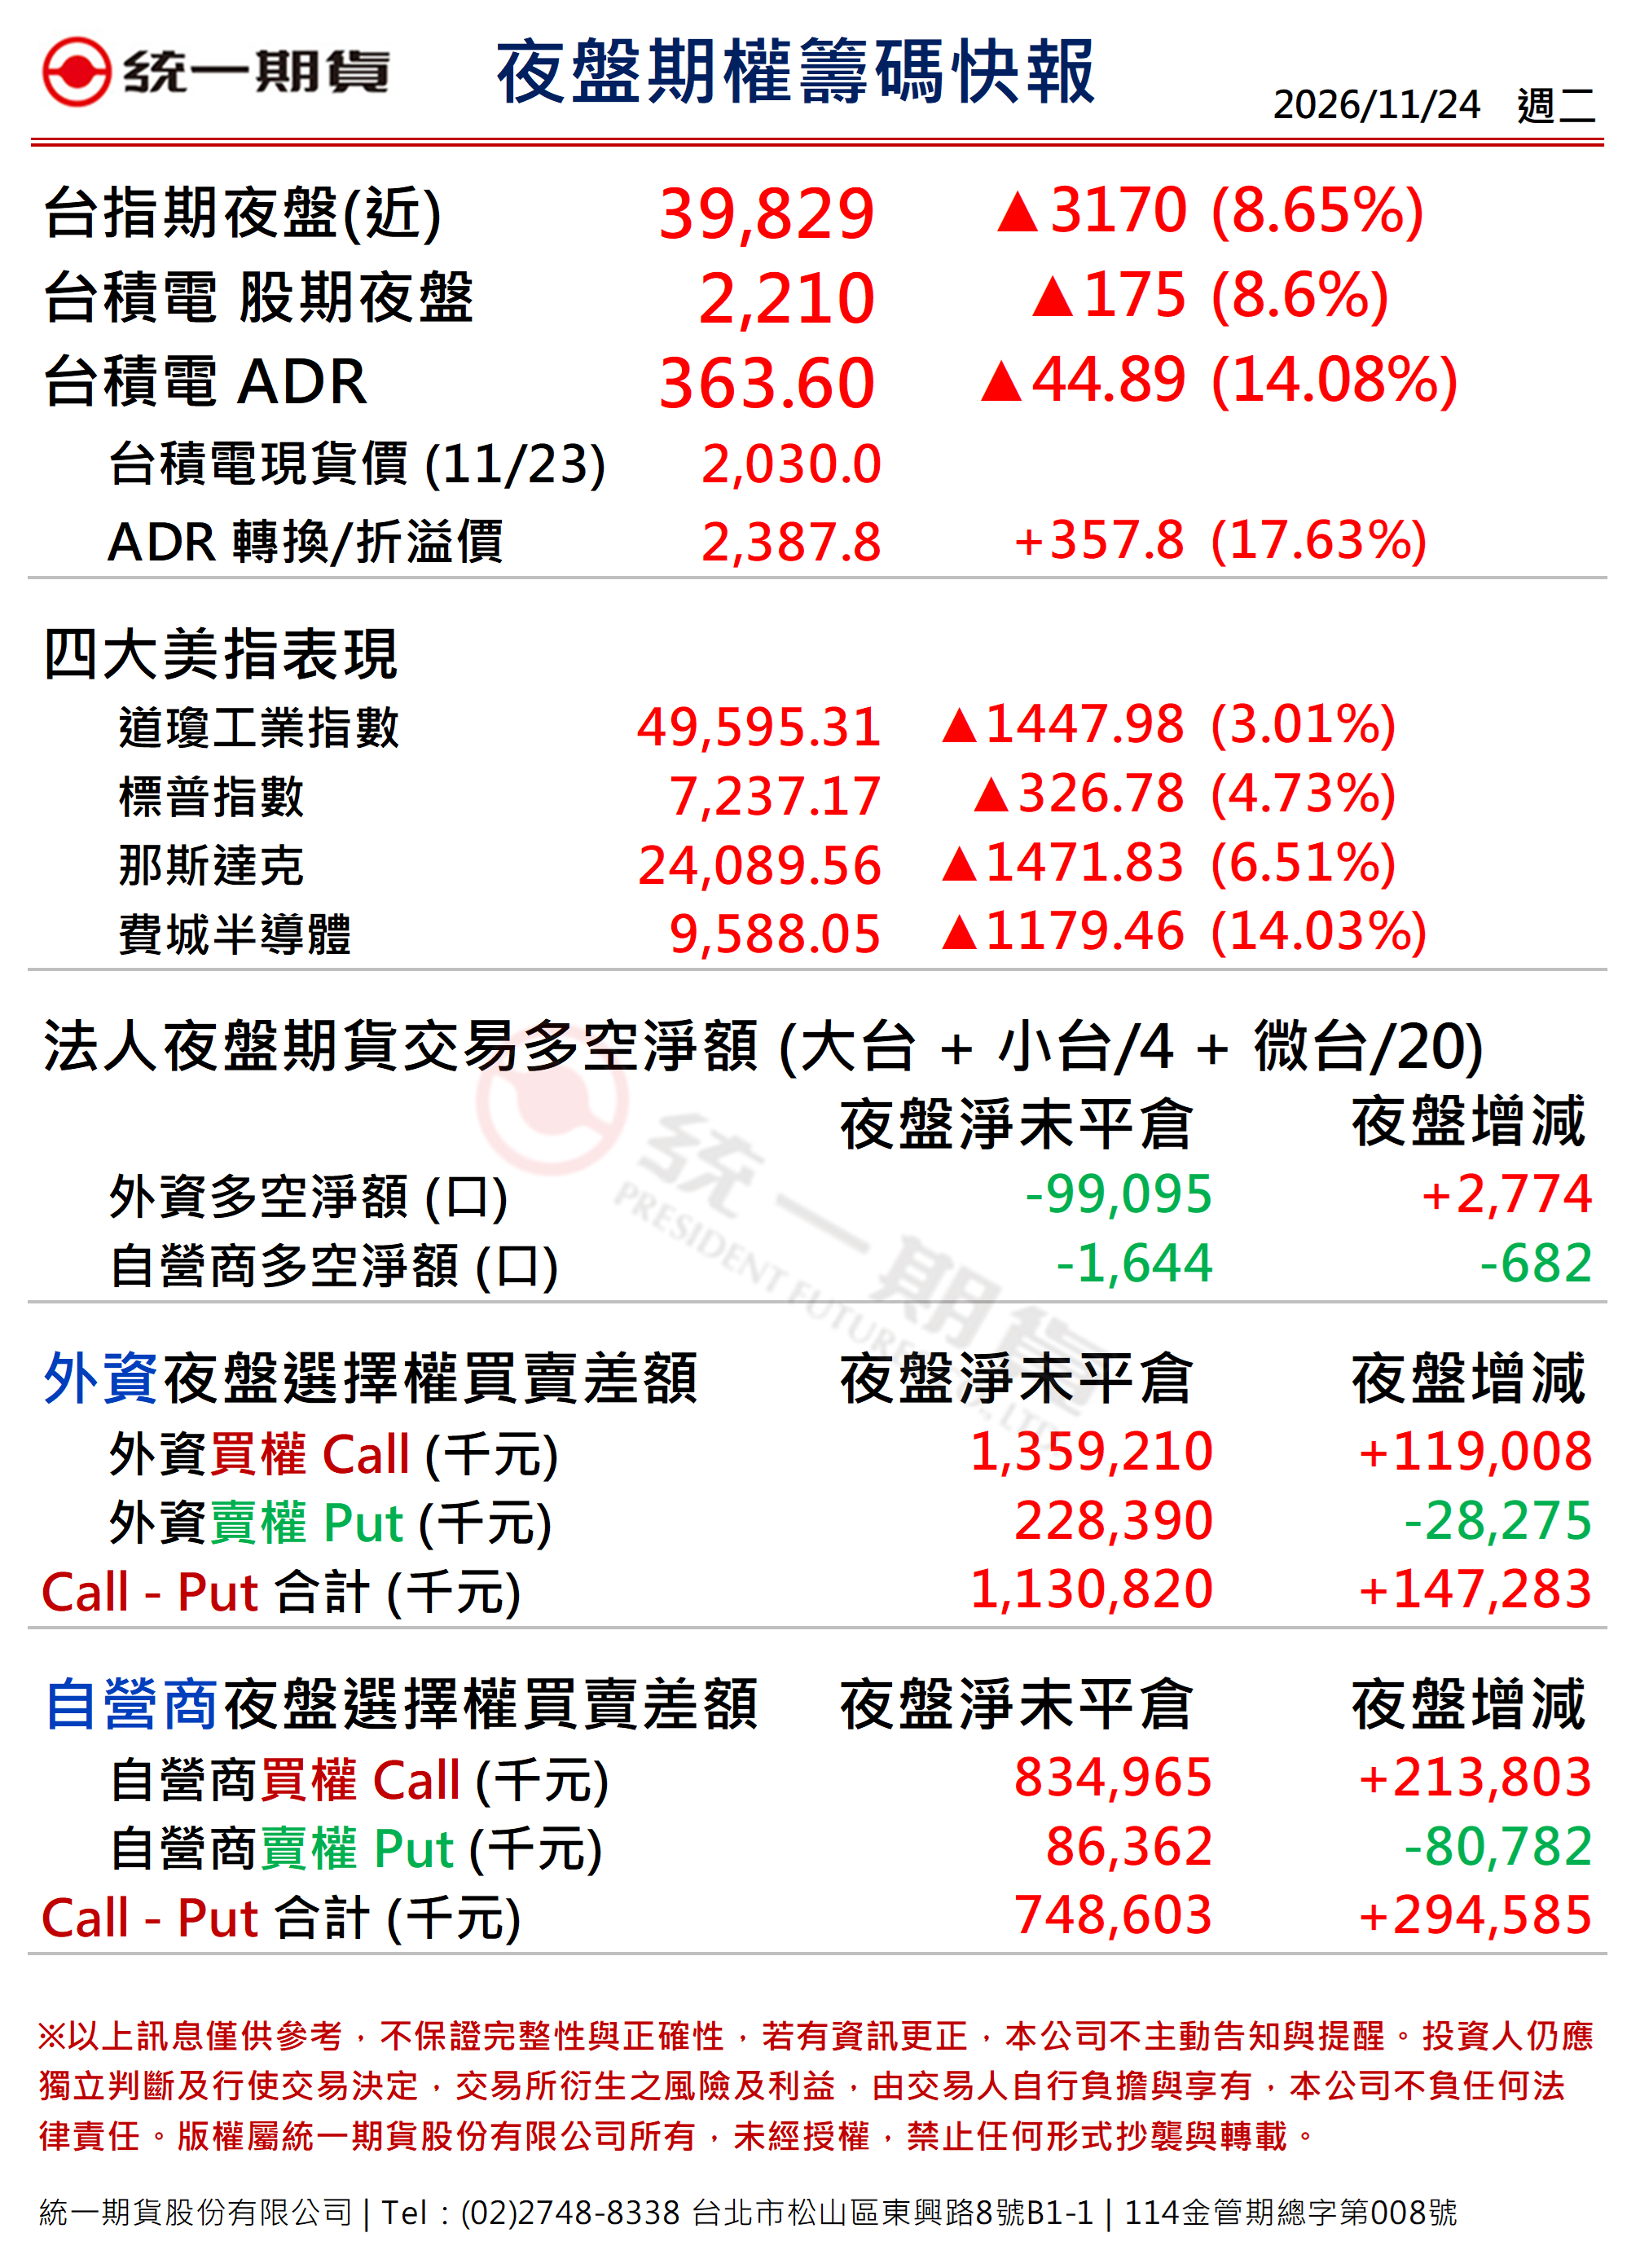 統一期貨 夜盤期權籌碼快報 2026/11/24 週二
台指期夜盤(近) 39,829 ▲3170 (8.65%)
台積電 股期夜盤 2,210 ▲175 (8.6%)
台積電 ADR 363.60 ▲44.89 (14.08%)
台積電現貨價 (11/23) 2,030.0
ADR 轉換/折溢價 2,387.8 +357.8 (17.63%)
四大美指表現
道瓊工業指數 49,595.31 ▲1447.98 (3.01%)
標普指數 7,237.17 ▲326.78 (4.73%)
那斯達克 24,089.56 ▲1471.83 (6.51%)
費城半導體 9,588.05 ▲1179.46 (14.03%)
法人夜盤期貨交易多空淨額 (大台 + 小台/4 + 微台/20)
夜盤淨未平倉 夜盤增減
外資多空淨額 (口) -99,095 +2,774
自營商多空淨額 (口) -1,644 -682
外資夜盤選擇權買賣差額 夜盤淨未平倉 夜盤增減
外資買權 Call (千元) 1,359,210 +119,008
外資賣權 Put (千元) 228,390 -28,275
Call - Put 合計 (千元) 1,130,820 +147,283
自營商夜盤選擇權買賣差額 夜盤淨未平倉 夜盤增減
自營商買權 Call (千元) 834,965 +213,803
自營商賣權 Put (千元) 86,362 -80,782
Call - Put 合計 (千元) 748,603 +294,585
統一期貨
PRESIDENT FUTURES CO., LTD.
※以上訊息僅供參考，不保證完整性與正確性，若有資訊更正，本公司不主動告知與提醒。投資人仍應
獨立判斷及行使交易決定，交易所衍生之風險及利益，由交易人自行負擔與享有，本公司不負任何法
律責任。版權屬統一期貨股份有限公司所有，未經授權，禁止任何形式抄襲與轉載。
統一期貨股份有限公司 | Tel：(02)2748-8338 台北市松山區東興路8號B1-1 | 114金管期總字第008號